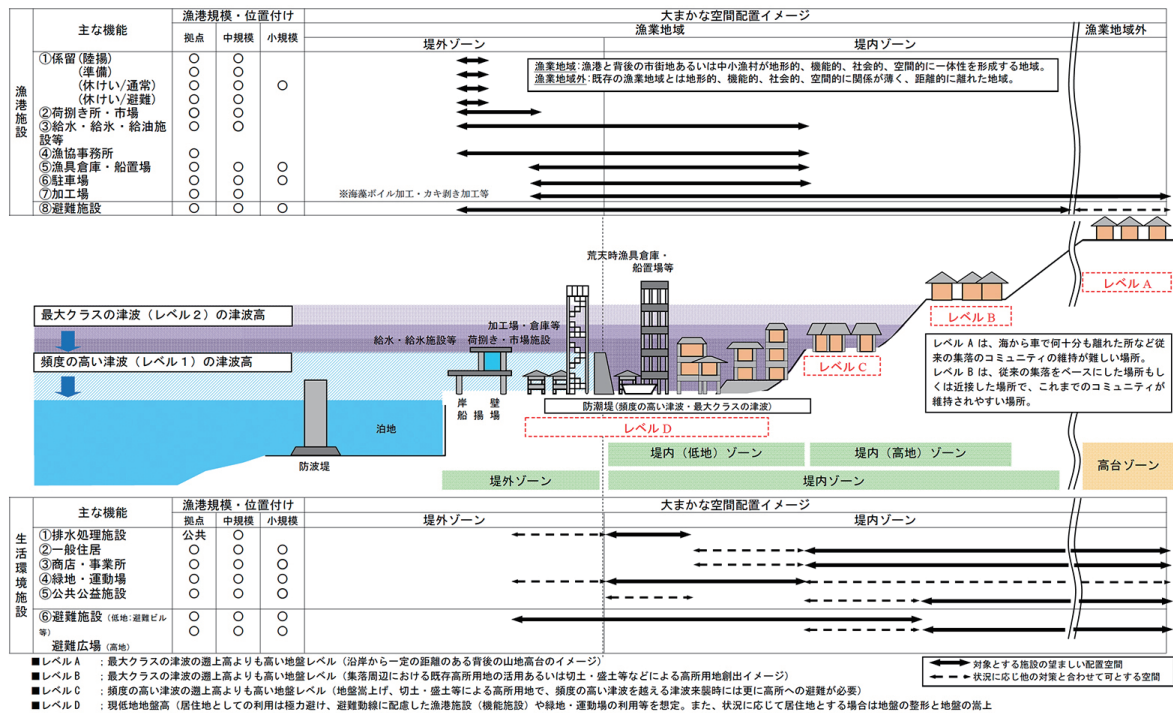 漁港施設
主な機能
漁港規模・位置付け
拠点 中規模 小規模
大まかな空間配置イメージ
漁業地域 漁業地域外
堤外ゾーン 堤内ゾーン
①係留(陸揚) ○ ○
(準備) ○ ○
(休けい/通常) ○ ○ ○
(休けい/避難) ○ ○
②荷捌き所・市場 ○ ○
③給水・給氷・給油施設等 ○ ○
④漁協事務所 ○
⑤漁具倉庫・船置場 ○ ○ ○
⑥駐車場 ○ ○ ○
⑦加工場 ○ ○ ※海藻ボイル加工・カキ剥き加工等
⑧避難施設 ○ ○ ○
漁業地域:漁港と背後の市街地あるいは中小漁村が地形的、機能的、社会的、空間的に一体性を形成する地域。
漁業地域外:既存の漁業地域とは地形的、機能的、社会的、空間的に関係が薄く、距離的に離れた地域。
荒天時漁具倉庫・
船置場等
最大クラスの津波(レベル2)の津波高
加工場・倉庫等
給水・給氷施設等 荷捌き・市場施設
頻度の高い津波(レベル1)の津波高
レベルA
レベルB
レベルC
レベルD
レベルAは、海から車で何十分も離れた所など従
来の集落のコミュニティの維持が難しい場所。
レベルBは、従来の集落をベースにした場所もし
くは近接した場所で、これまでのコミュニティが
維持されやすい場所。
岸壁
船揚場
防潮堤(頻度の高い津波・最大クラスの津波)
泊地
防波堤
堤内(低地)ゾーン 堤内(高地)ゾーン
堤外ゾーン 堤内ゾーン 高台ゾーン
生活環境施設
主な機能
漁港規模・位置付け
拠点 中規模 小規模
大まかな空間配置イメージ
堤外ゾーン 堤内ゾーン
①排水処理施設 公共 ○
②一般住居 ○ ○ ○
③商店・事業所 ○ ○ ○
④緑地・運動場 ○ ○ ○
⑤公共公益施設 ○ ○ ○
⑥避難施設(低地:避難ビル等) ○ ○ ○
避難広場(高地) ○ ○ ○
■レベルA ;最大クラスの津波の遡上高よりも高い地盤レベル(沿岸から一定の距離のある背後の山地高台のイメージ)
■レベルB ;最大クラスの津波の遡上高よりも高い地盤レベル(集落周辺における既存高所用地の活用あるいは切土・盛土等などによる高所用地創出イメージ)
■レベルC ;頻度の高い津波の遡上高よりも高い地盤レベル(地盤嵩上げ、切土・盛土等による高所用地で、頻度の高い津波を越える津波来襲時には更に高所への避難が必要)
■レベルD ;現低地地盤高(居住地としての利用は極力避け、避難動線に配慮した漁港施設(機能施設)や緑地・運動場の利用等を想定。また、状況に応じて居住地とする場合は地盤の整形と地盤の嵩上
対象とする施設の望ましい配置空間
状況に応じ他の対策と合わせて可とする空間